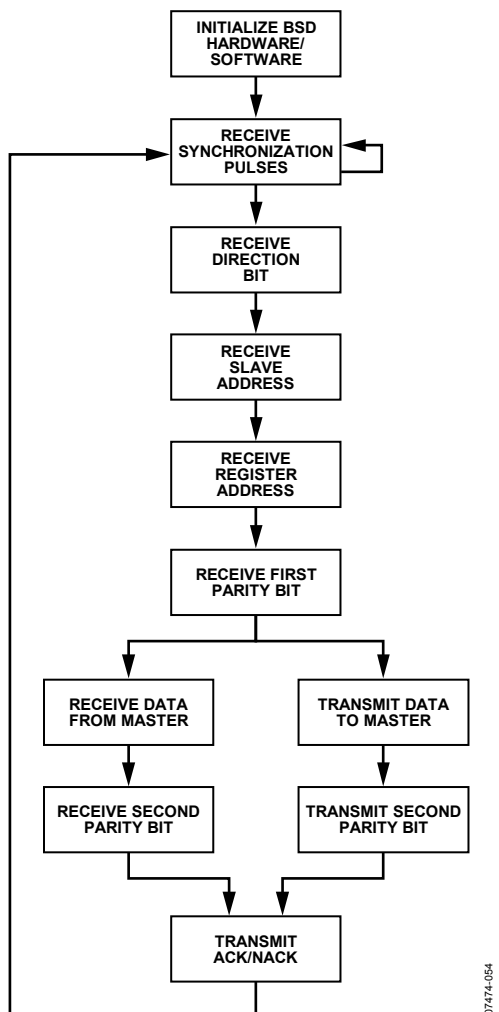 INITIALIZE BSD
HARDWARE/
SOFTWARE
RECEIVE
SYNCHRONIZATION
PULSES
RECEIVE
DIRECTION
BIT
RECEIVE
SLAVE
ADDRESS
RECEIVE
REGISTER
ADDRESS
RECEIVE FIRST
PARITY BIT
RECEIVE DATA
FROM MASTER
TRANSMIT DATA
TO MASTER
RECEIVE SECOND
PARITY BIT
TRANSMIT SECOND
PARITY BIT
TRANSMIT
ACK/NACK
07474-054